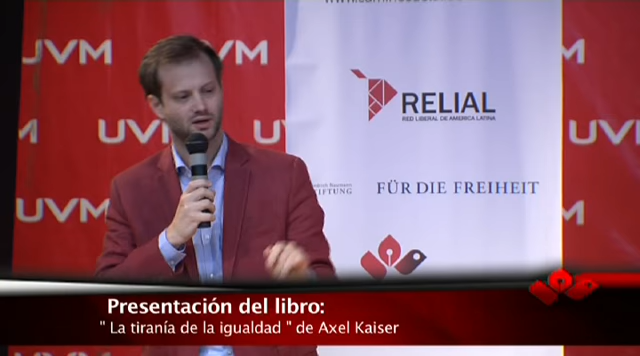 UVM
UVM
RELIAL
RED LIBERAL DE AMERICA LATINA
UVM
UVM
UVM
STIFTUNG
FÜR DIE FREIHEIT
UVM
Presentación del libro:
" La tiranía de la igualdad " de Axel Kaiser